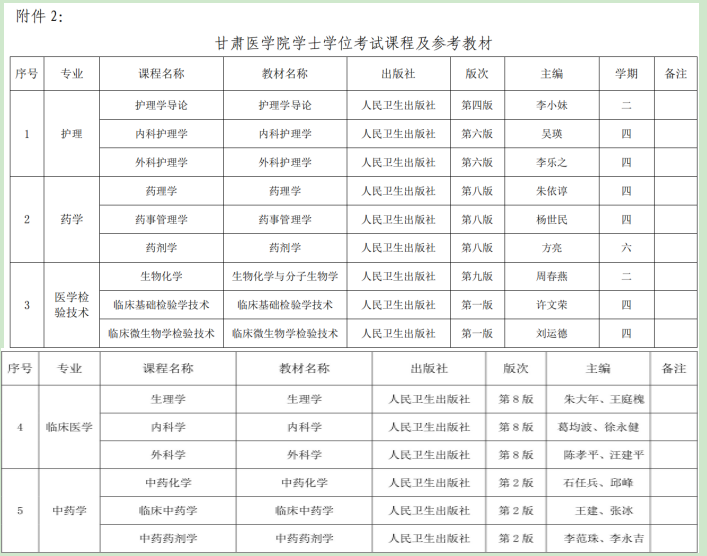 附件 2：
甘肃医学院学士学位考试课程及参考教材
序号 专业 课程名称 教材名称 出版社 版次 主编 学期 备注
1 护理 护理学导论 护理学导论 人民卫生出版社 第四版 李小妹 二
内科护理学 内科护理学 人民卫生出版社 第六版 吴瑛 四
外科护理学 外科护理学 人民卫生出版社 第六版 李乐之 四
2 药学 药理学 药理学 人民卫生出版社 第八版 朱依谆 四
药事管理学 药事管理学 人民卫生出版社 第八版 杨世民 四
药剂学 药剂学 人民卫生出版社 第八版 方亮 六
3 医学检验技术 生物化学 生物化学与分子生物学 人民卫生出版社 第九版 周春燕 二
临床基础检验学技术 临床基础检验学技术 人民卫生出版社 第一版 许文荣 四
临床微生物学检验技术 临床微生物学检验技术 人民卫生出版社 第一版 刘运德 四
序号 专业 课程名称 教材名称 出版社 版次 主编 备注
4 临床医学 生理学 生理学 人民卫生出版社 第 8 版 朱大年、王庭槐
内科学 内科学 人民卫生出版社 第 8 版 葛均波、徐永健
外科学 外科学 人民卫生出版社 第 8 版 陈孝平、汪建平
5 中药学 中药化学 中药化学 人民卫生出版社 第 2 版 石任兵、邱峰
临床中药学 临床中药学 人民卫生出版社 第 2 版 王建、张冰
中药药剂学 中药药剂学 人民卫生出版社 第 2 版 李范珠、李永吉